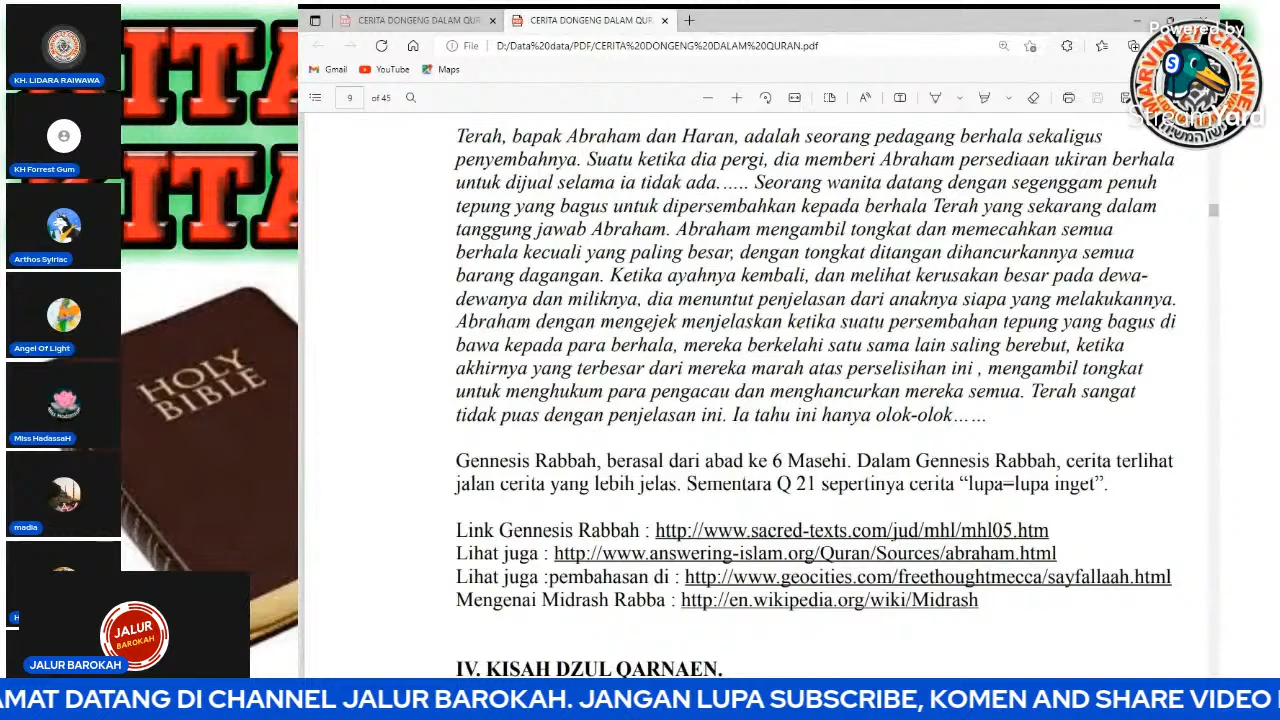 CERITA DONGENG DALAM QUR
CERITA DONGENG DALAM QUR
File
D:/Data%20data/PDF/CERITA%20DONGENG%20DALAM%20QURAN.pdf
Gmail
YouTube
Maps
9
of 45
Powered by
StreamYard
MARVIN Z1 CHANNEL
KH. LIDARA RAIWAWA
KH Forrest Gum
Arthos Syiriac
Angel Of Light
Miss HadassaH
madia
JALUR
BAROKAH
JALUR BAROKAH
HOLY
BIBLE
Terah, bapak Abraham dan Haran, adalah seorang pedagang berhala sekaligus
penyembahnya. Suatu ketika dia pergi, dia memberi Abraham persediaan ukiran berhala
untuk dijual selama ia tidak ada...... Seorang wanita datang dengan segenggam penuh
tepung yang bagus untuk dipersembahkan kepada berhala Terah yang sekarang dalam
tanggung jawab Abraham. Abraham mengambil tongkat dan memecahkan semua
berhala kecuali yang paling besar, dengan tongkat ditangan dihancurkannya semua
barang dagangan. Ketika ayahnya kembali, dan melihat kerusakan besar pada dewa-
dewanya dan miliknya, dia menuntut penjelasan dari anaknya siapa yang melakukannya.
Abraham dengan mengejek menjelaskan ketika suatu persembahan tepung yang bagus di
bawa kepada para berhala, mereka berkelahi satu sama lain saling berebut, ketika
akhirnya yang terbesar dari mereka marah atas perselisihan ini , mengambil tongkat
untuk menghukum para pengacau dan menghancurkan mereka semua. Terah sangat
tidak puas dengan penjelasan ini. Ia tahu ini hanya olok-olok……
Gennesis Rabbah, berasal dari abad ke 6 Masehi. Dalam Gennesis Rabbah, cerita terlihat
jalan cerita yang lebih jelas. Sementara Q 21 sepertinya cerita “lupa=lupa inget”.
Link Gennesis Rabbah : http://www.sacred-texts.com/jud/mhl/mhl05.htm
Lihat juga : http://www.answering-islam.org/Quran/Sources/abraham.html
Lihat juga :pembahasan di : http://www.geocities.com/freethoughtmecca/sayfallaah.html
Mengenai Midrash Rabba : http://en.wikipedia.org/wiki/Midrash
IV. KISAH DZUL QARNAEN.
AMAT DATANG DI CHANNEL JALUR BAROKAH. JANGAN LUPA SUBSCRIBE, KOMEN AND SHARE VIDEO